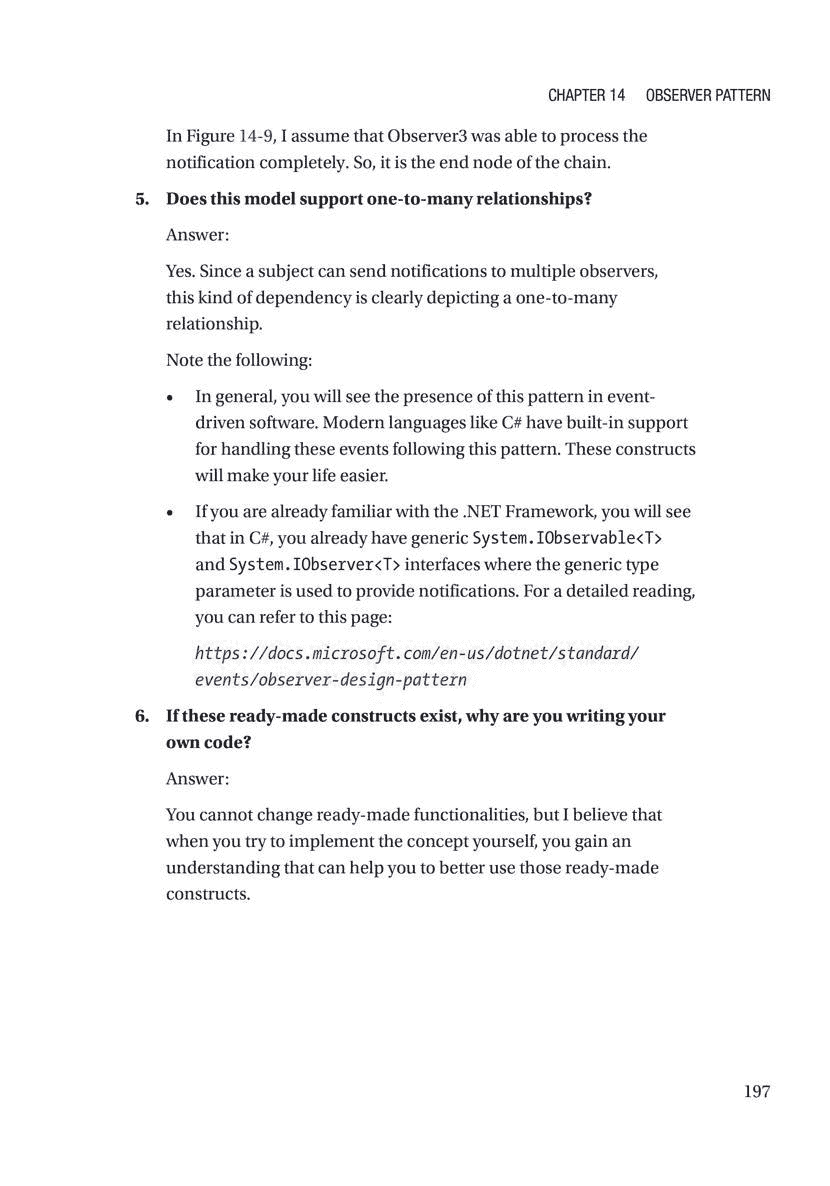 CHAPTER 14 OBSERVER PATTERN
In Figure 14-9, I assume that Observer3 was able to process the
notification completely. So, it is the end node of the chain.
5. Does this model support one-to-many relationships?
Answer:
Yes. Since a subject can send notifications to multiple observers,
this kind of dependency is clearly depicting a one-to-many
relationship.
Note the following:
• In general, you will see the presence of this pattern in event-
driven software. Modern languages like C# have built-in support
for handling these events following this pattern. These constructs
will make your life easier.
• If you are already familiar with the .NET Framework, you will see
that in C#, you already have generic System.IObservable<T>
and System.IObserver<T> interfaces where the generic type
parameter is used to provide notifications. For a detailed reading,
you can refer to this page:
https://docs.microsoft.com/en-us/dotnet/standard/
events/observer-design-pattern
6. If these ready-made constructs exist, why are you writing your
own code?
Answer:
You cannot change ready-made functionalities, but I believe that
when you try to implement the concept yourself, you gain an
understanding that can help you to better use those ready-made
constructs.
197